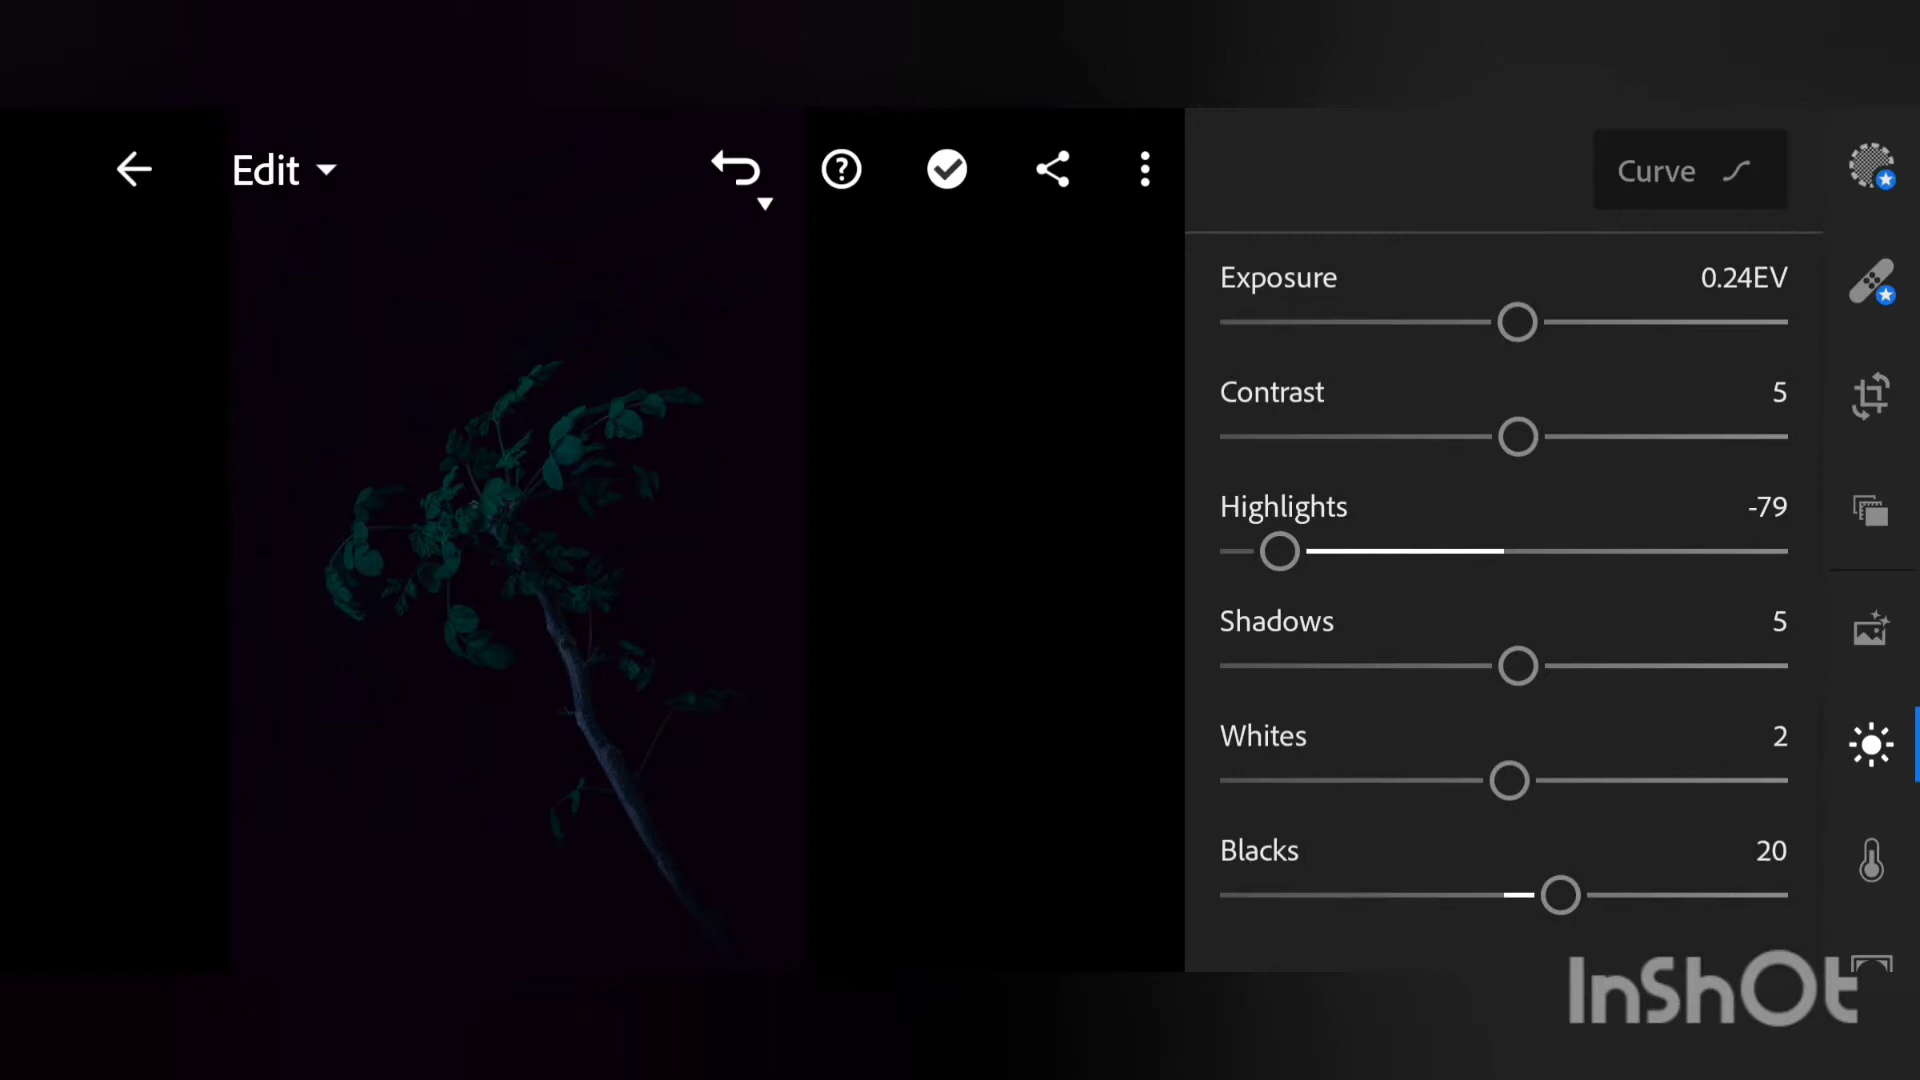 Edit
Curve
Exposure 0.24EV
Contrast 5
Highlights -79
Shadows 5
Whites 2
Blacks 20
InShOt